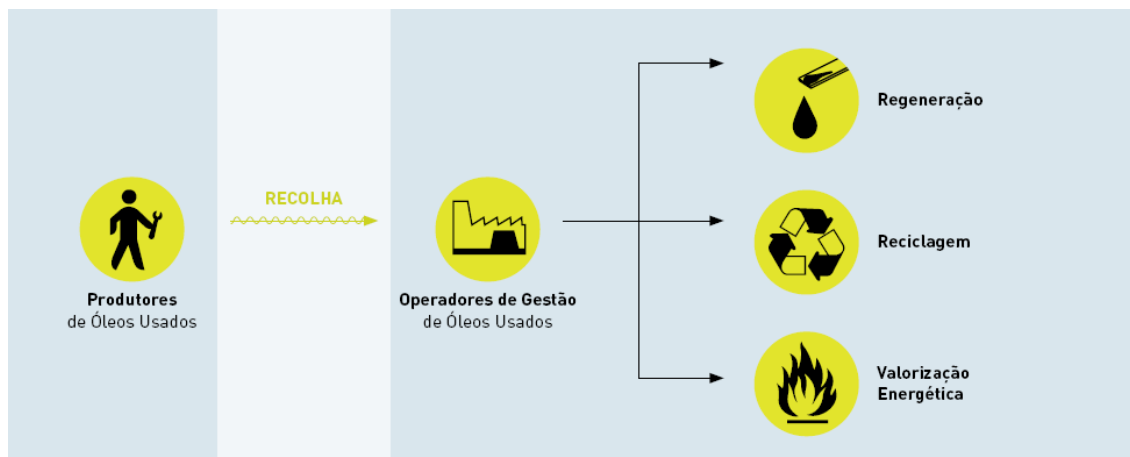 RECOLHA
Produtores
de Óleos Usados
Operadores de Gestão
de Óleos Usados
Regeneração
Reciclagem
Valorização
Energética